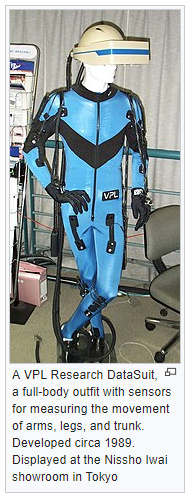 VPL
A VPL Research DataSuit,
a full-body outfit with sensors
for measuring the movement
of arms, legs, and trunk.
Developed circa 1989.
Displayed at the Nissho Iwai
showroom in Tokyo